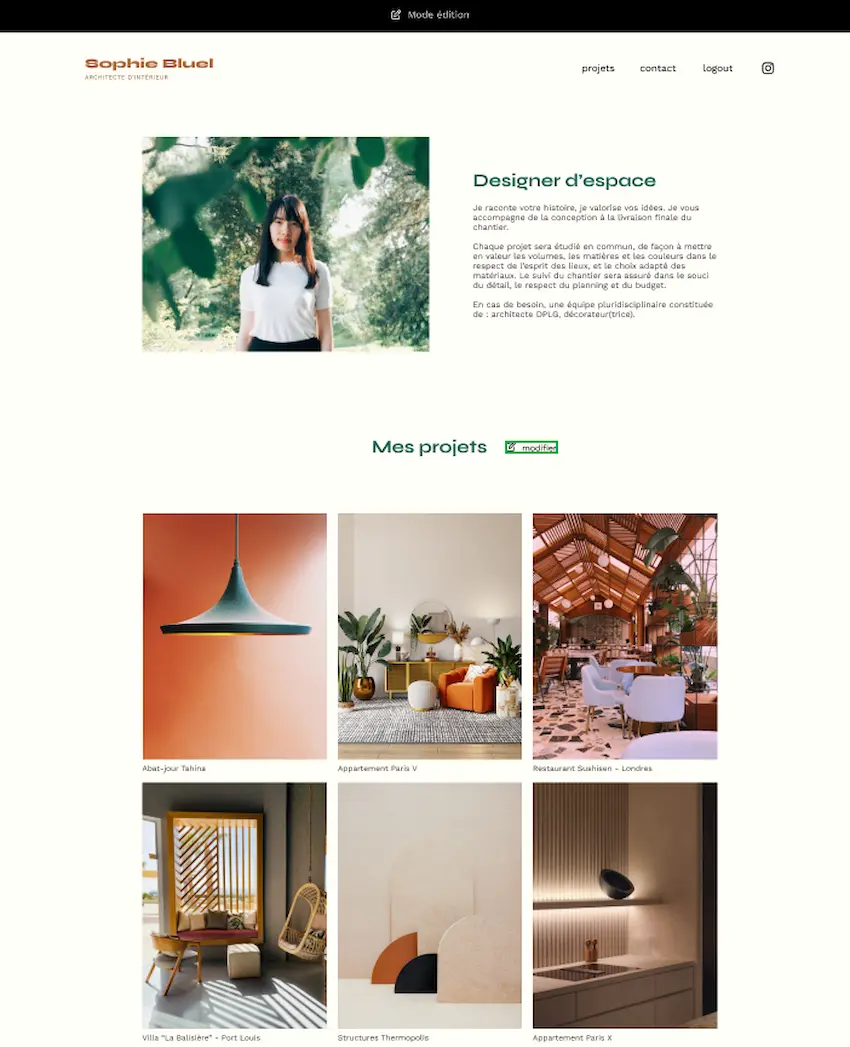 Mode édition
Sophie Bluel
ARCHITECTE D'INTÉRIEUR
projets contact logout
Designer d'espace
Je raconte votre histoire, je valorise vos idées. Je vous
accompagne de la conception à la livraison finale du
chantier.
Chaque projet sera étudié en commun, de façon à mettre
en valeur les volumes, les matières et les couleurs dans le
respect de l'esprit des lieux, et le choix adapté des
matériaux. Le suivi du chantier sera assuré dans le souci
du détail, le respect du planning et du budget.
En cas de besoin, une équipe pluridisciplinaire constituée
de : architecte DPLG, décorateur(trice).
Mes projets modifier
Abat-jour Tahina
Appartement Paris V
Restaurant Sushisen - Londres
Villa "La Balisière" - Port Louis
Structures Thermopolis
Appartement Paris X